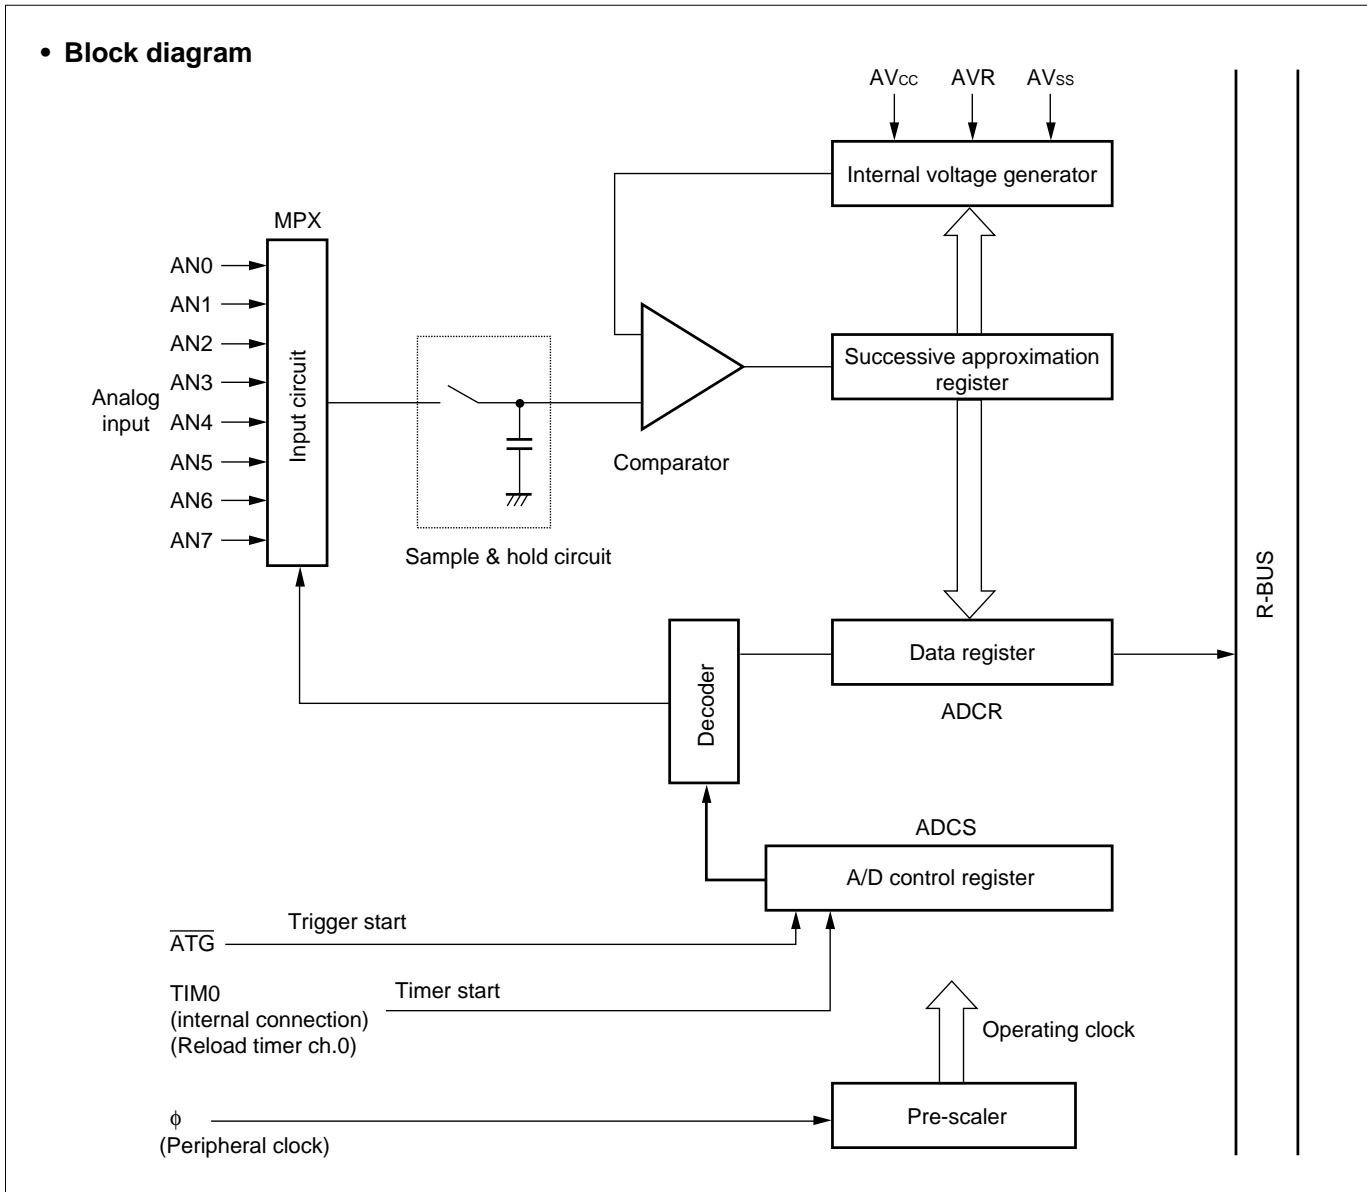 • Block diagram
AVCC AVR AVSS
Internal voltage generator
MPX
AN0
AN1
AN2
AN3
AN4
AN5
AN6
AN7
Analog
input
Input circuit
Sample & hold circuit
Comparator
Successive approximation
register
R-BUS
Decoder
Data register
ADCR
ADCS
A/D control register
Trigger start
A̅T̅G̅
Timer start
TIM0
(internal connection)
(Reload timer ch.0)
Operating clock
Pre-scaler
ϕ
(Peripheral clock)